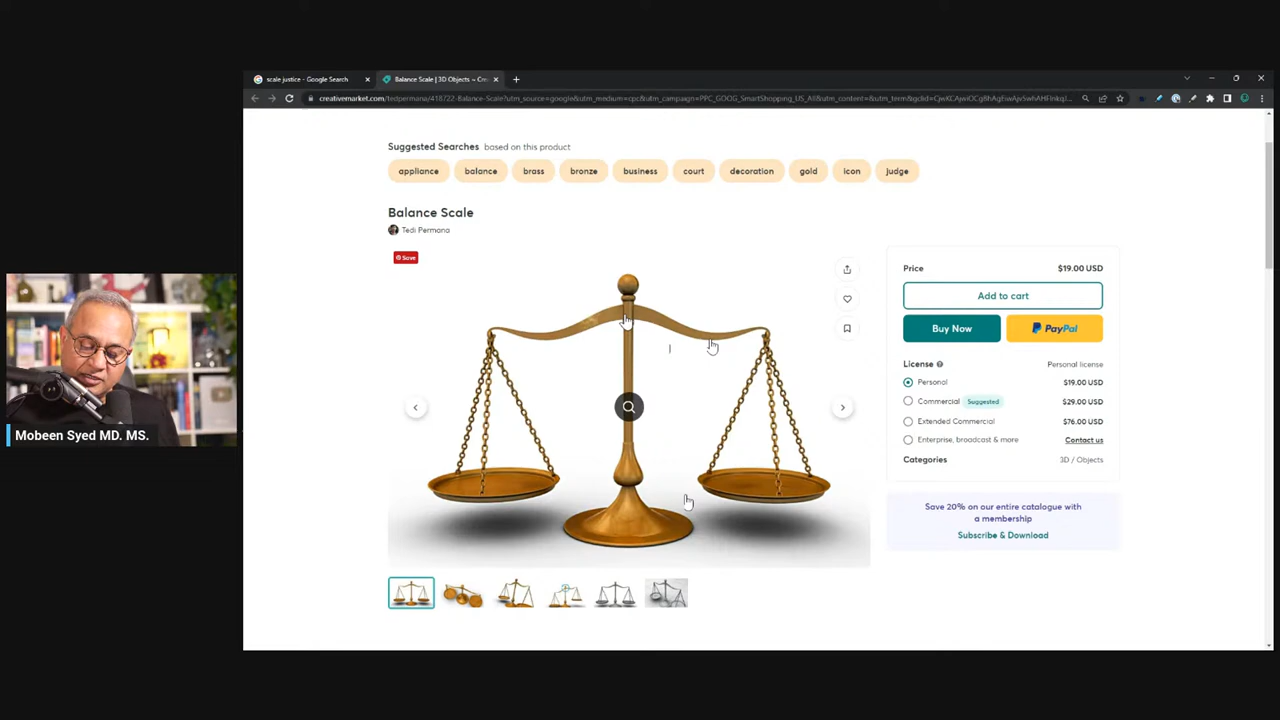 scale justice - Google Search
Balance Scale | 3D Objects ~ Cre
Suggested Searches based on this product
appliance balance brass bronze business court decoration gold icon judge
Balance Scale
Tedi Permana
Save
Price $19.00 USD
Add to cart
Buy Now PayPal
License Personal license
Personal $19.00 USD
Commercial Suggested $29.00 USD
Extended Commercial $76.00 USD
Enterprise, broadcast & more Contact us
Categories 3D / Objects
Save 20% on our entire catalogue with
a membership
Subscribe & Download
Mobeen Syed MD. MS.